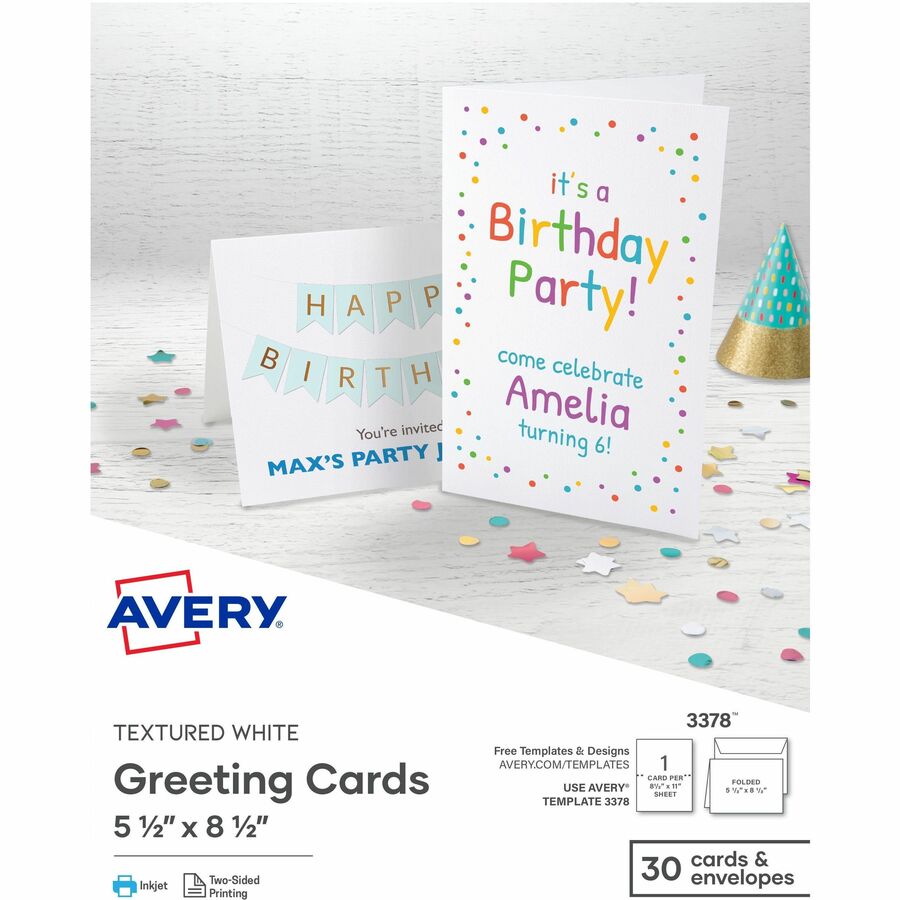 it's a
Birthday
Party!
come celebrate
Amelia
turning 6!
HAPP
BIRTH
You're invited
MAX'S PARTY J
AVERY®
TEXTURED WHITE
Greeting Cards
5 ½" x 8 ½"
Inkjet
Two-Sided
Printing
3378™
Free Templates & Designs
AVERY.COM/TEMPLATES
USE AVERY®
TEMPLATE 3378
1
CARD PER
8½" x 11"
SHEET
FOLDED
5 ½" x 8 ½"
30 cards &
envelopes